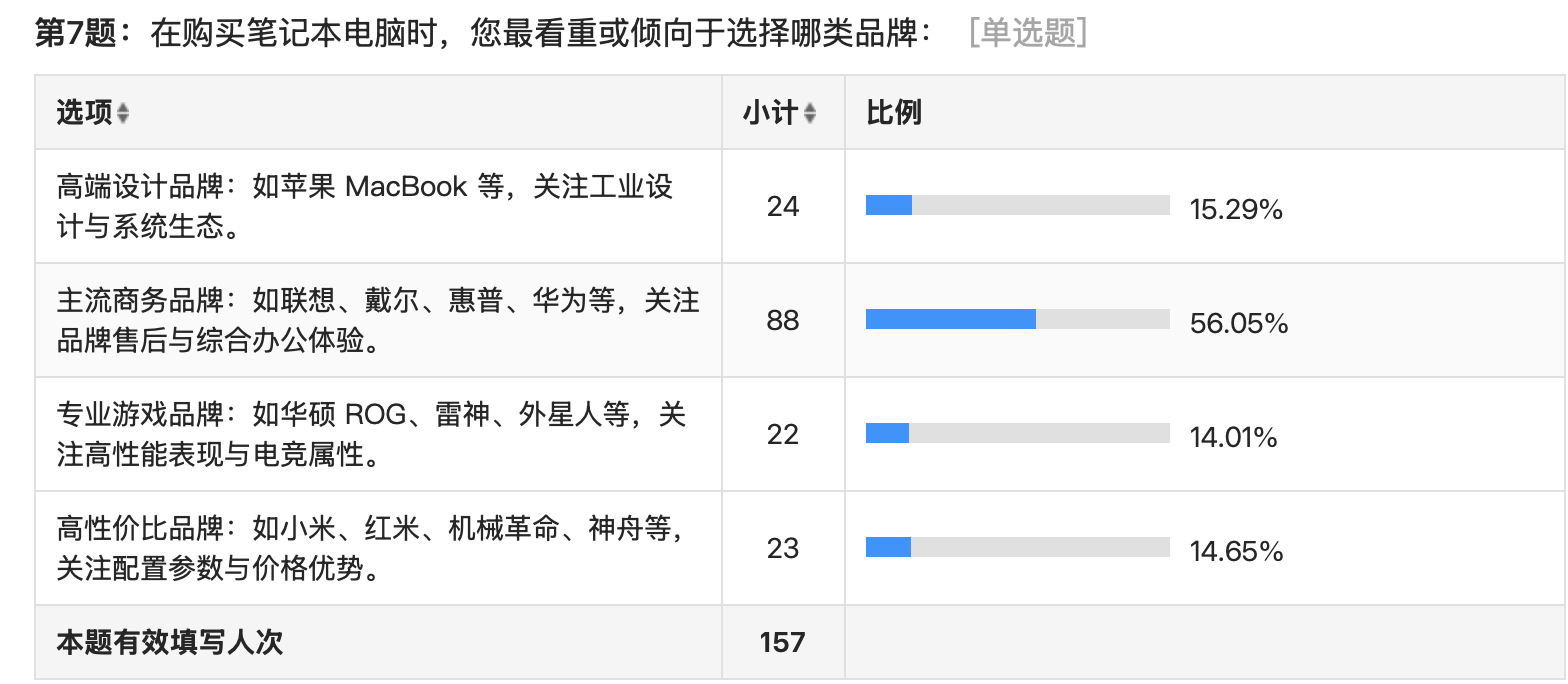 第7题：在购买笔记本电脑时，您最看重或倾向于选择哪类品牌： [单选题]
选项 小计 比例
高端设计品牌：如苹果 MacBook 等，关注工业设
计与系统生态。
24 15.29%
主流商务品牌：如联想、戴尔、惠普、华为等，关注
品牌售后与综合办公体验。
88 56.05%
专业游戏品牌：如华硕 ROG、雷神、外星人等，关
注高性能表现与电竞属性。
22 14.01%
高性价比品牌：如小米、红米、机械革命、神舟等，
关注配置参数与价格优势。
23 14.65%
本题有效填写人次 157